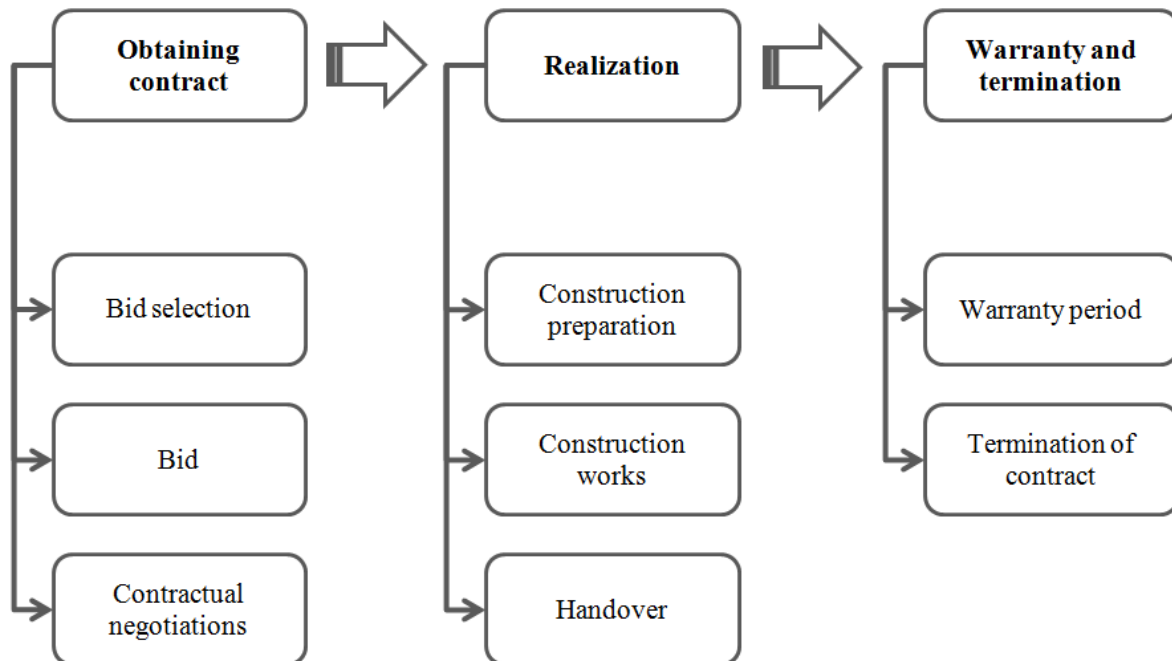 Obtaining
contract
Realization
Warranty and
termination
Bid selection
Construction
preparation
Warranty period
Bid
Construction
works
Termination of
contract
Contractual
negotiations
Handover